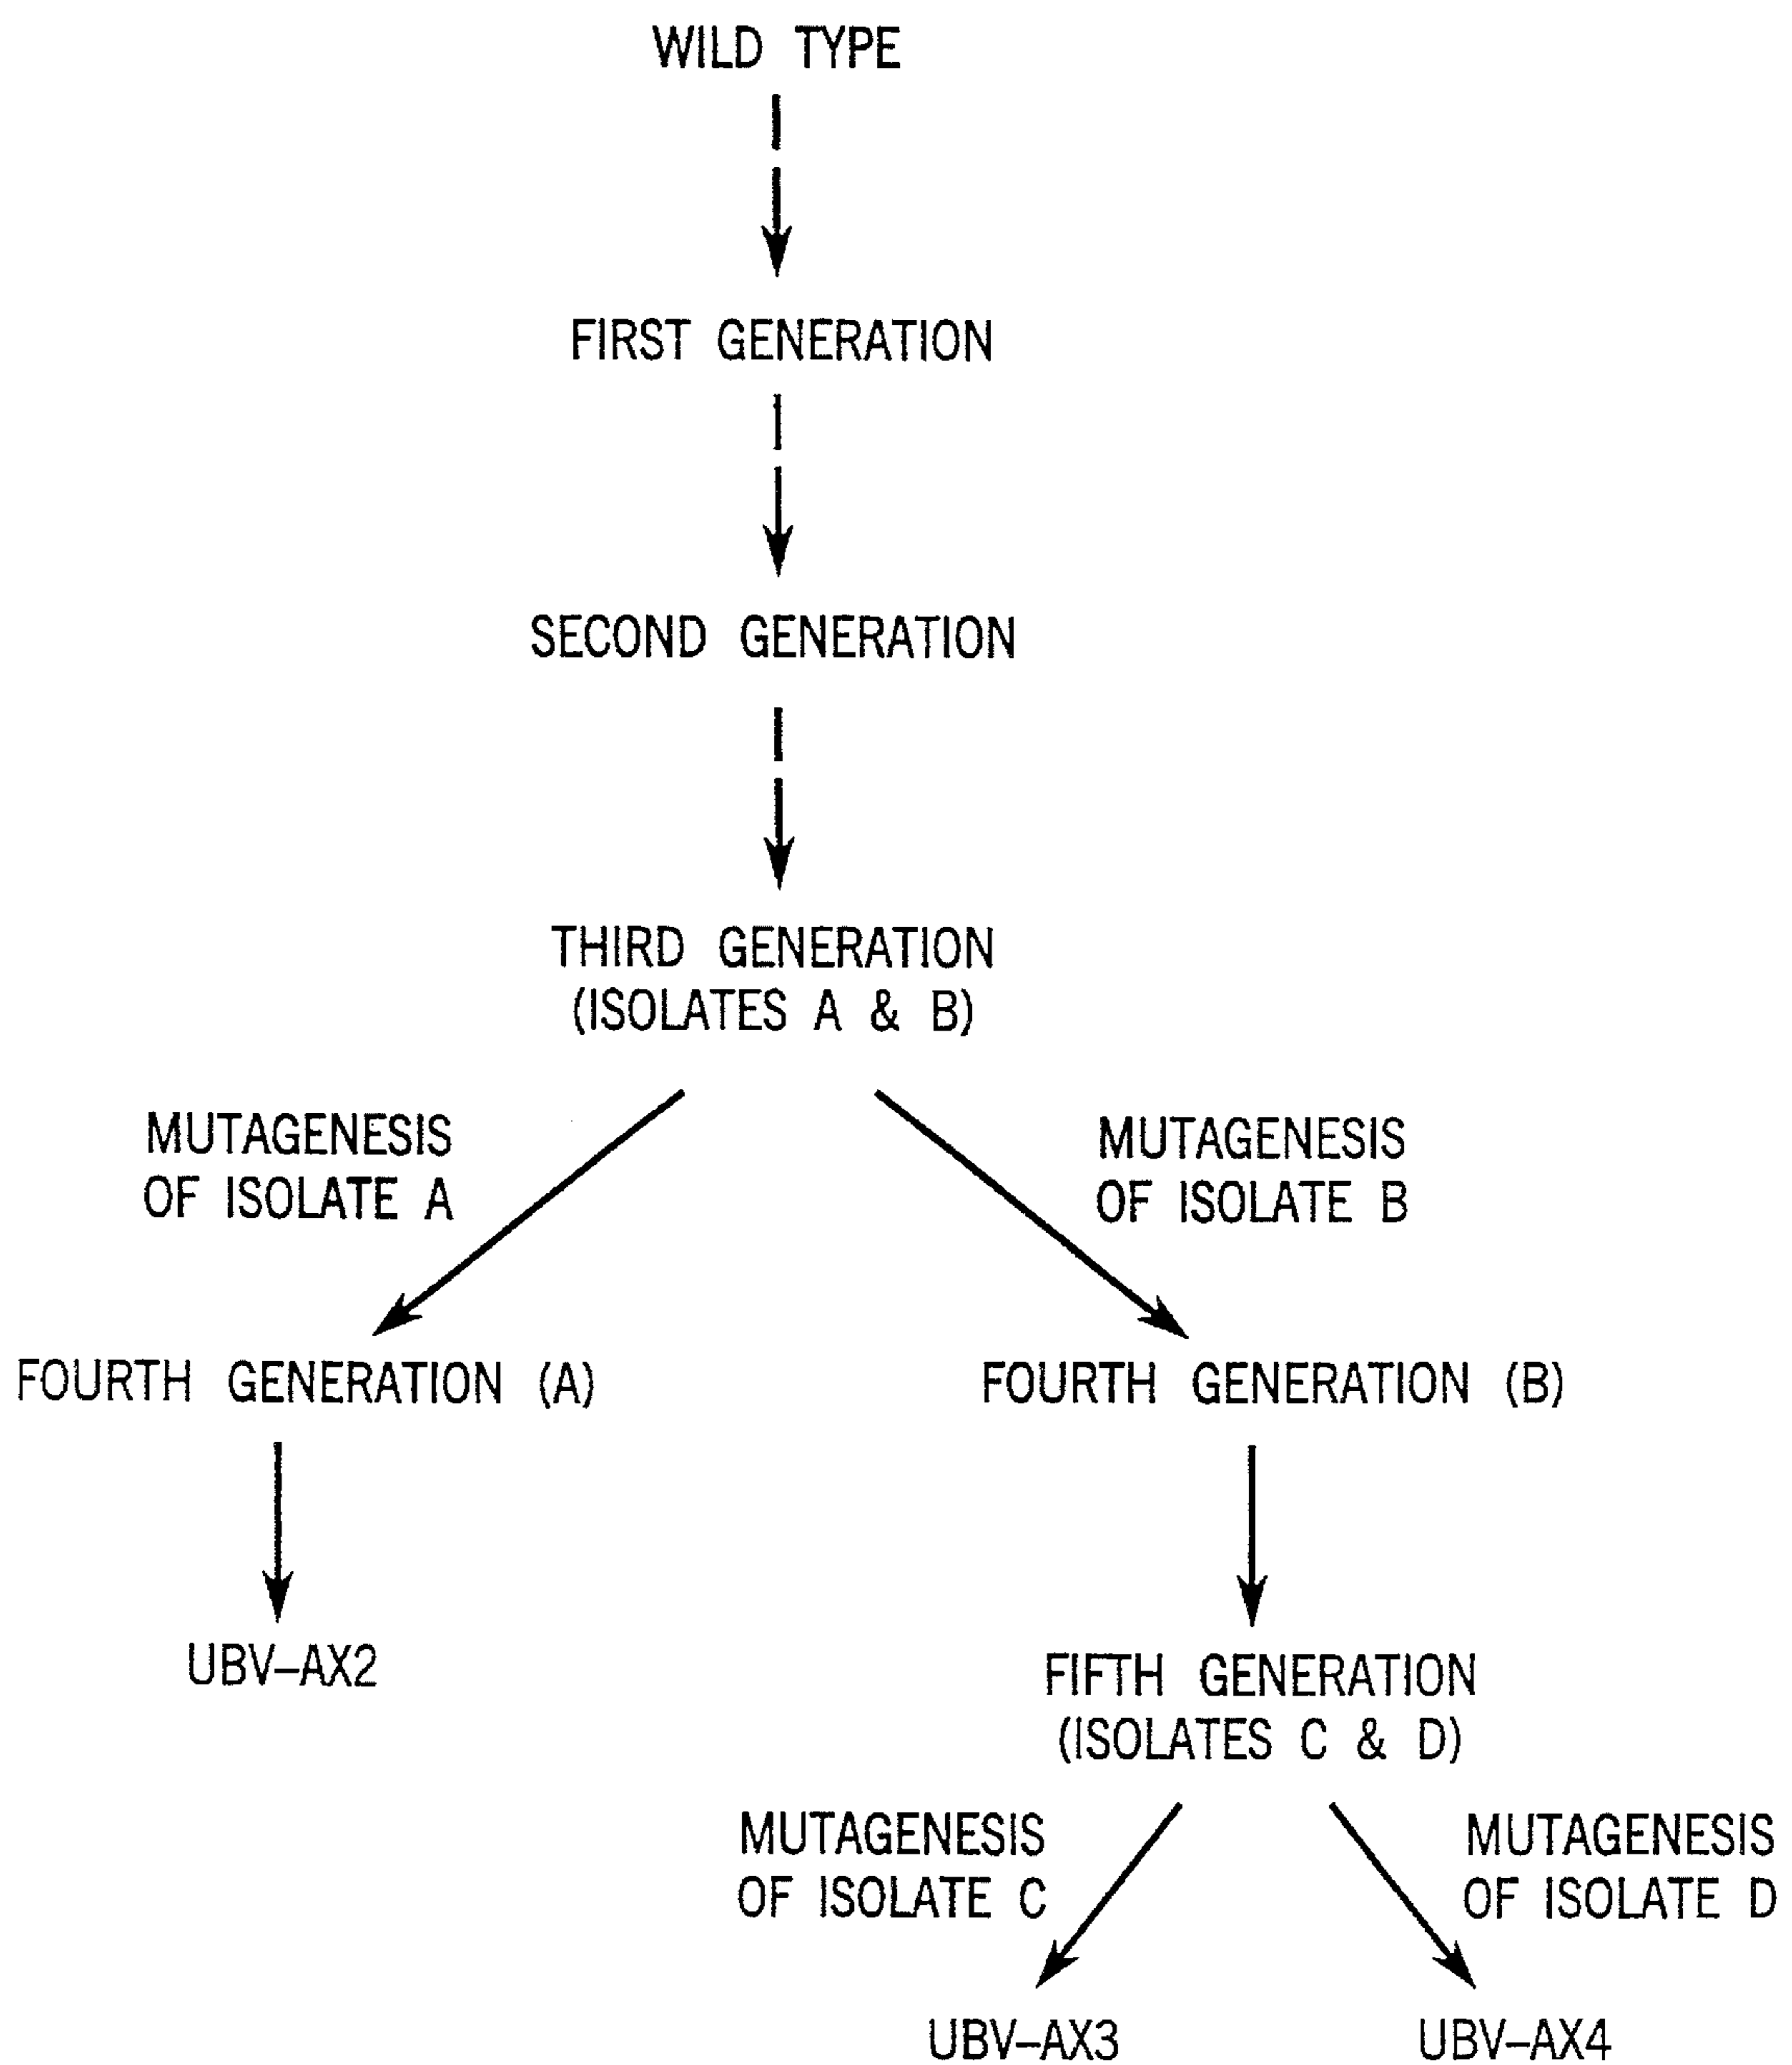 WILD TYPE
FIRST GENERATION
SECOND GENERATION
THIRD GENERATION
(ISOLATES A & B)
MUTAGENESIS
OF ISOLATE A
MUTAGENESIS
OF ISOLATE B
FOURTH GENERATION (A)
FOURTH GENERATION (B)
UBV–AX2
FIFTH GENERATION
(ISOLATES C & D)
MUTAGENESIS
OF ISOLATE C
MUTAGENESIS
OF ISOLATE D
UBV–AX3
UBV–AX4